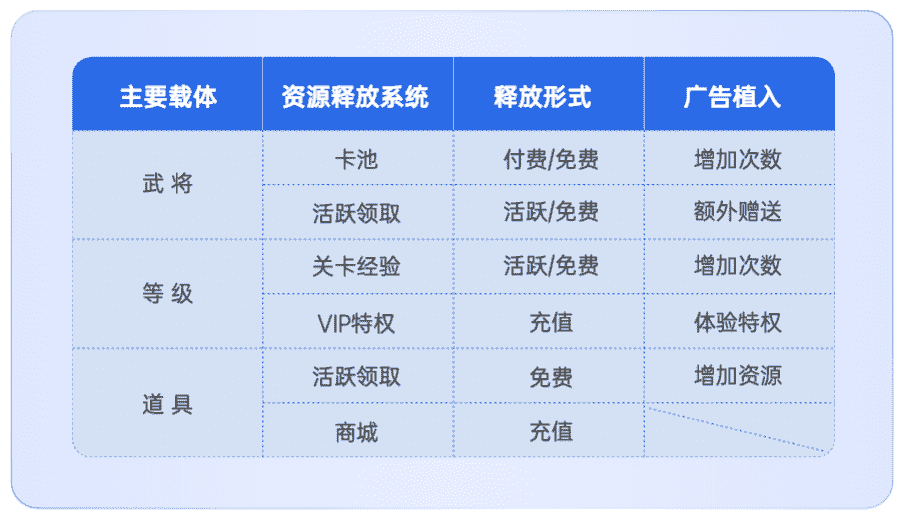 主要载体 资源释放系统 释放形式 广告植入
武将 卡池 付费/免费 增加次数
活跃领取 活跃/免费 额外赠送
等级 关卡经验 活跃/免费 增加次数
VIP特权 充值 体验特权
道具 活跃领取 免费 增加资源
商城 充值